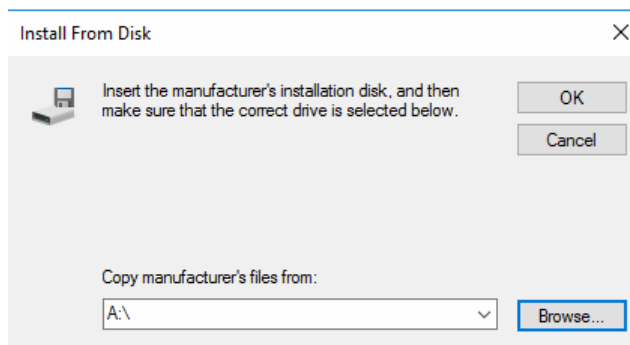 Install From Disk
Insert the manufacturer's installation disk, and then
make sure that the correct drive is selected below.
OK
Cancel
Copy manufacturer's files from:
A:\
Browse...